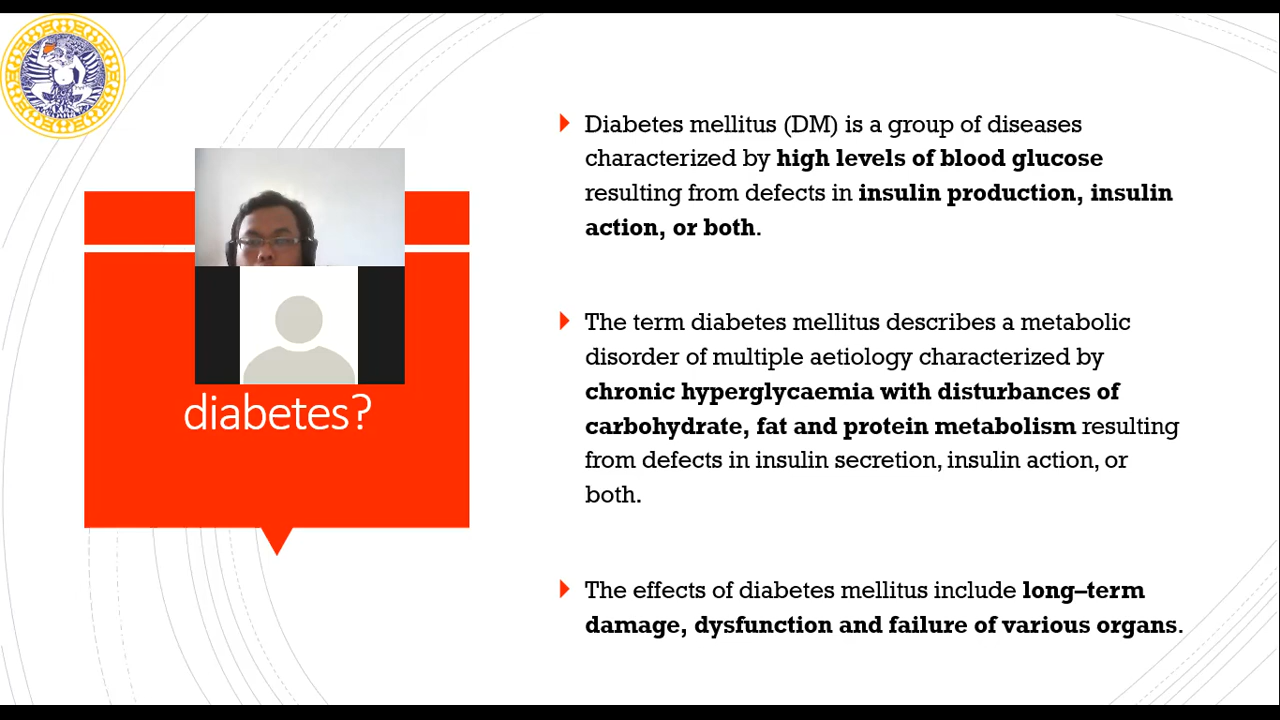 diabetes?
Diabetes mellitus (DM) is a group of diseases
characterized by high levels of blood glucose
resulting from defects in insulin production, insulin
action, or both.
The term diabetes mellitus describes a metabolic
disorder of multiple aetiology characterized by
chronic hyperglycaemia with disturbances of
carbohydrate, fat and protein metabolism resulting
from defects in insulin secretion, insulin action, or
both.
The effects of diabetes mellitus include long–term
damage, dysfunction and failure of various organs.